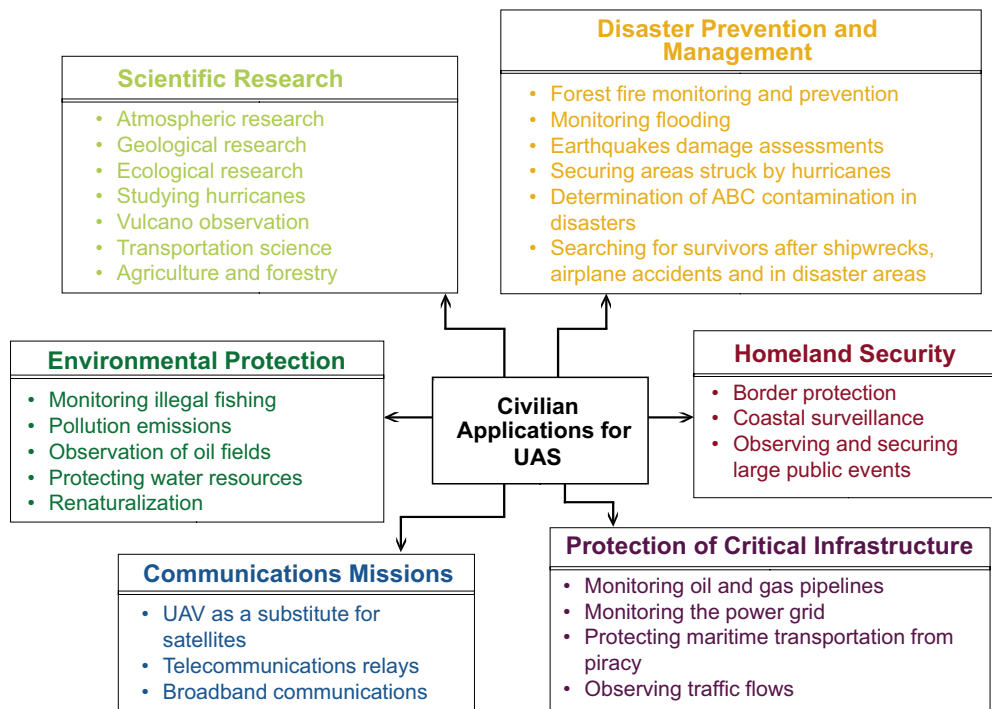 Scientific Research
• Atmospheric research
• Geological research
• Ecological research
• Studying hurricanes
• Vulcano observation
• Transportation science
• Agriculture and forestry
Disaster Prevention and
Management
• Forest fire monitoring and prevention
• Monitoring flooding
• Earthquakes damage assessments
• Securing areas struck by hurricanes
• Determination of ABC contamination in
disasters
• Searching for survivors after shipwrecks,
airplane accidents and in disaster areas
Environmental Protection
• Monitoring illegal fishing
• Pollution emissions
• Observation of oil fields
• Protecting water resources
• Renaturalization
Civilian
Applications for
UAS
Homeland Security
• Border protection
• Coastal surveillance
• Observing and securing
large public events
Communications Missions
• UAV as a substitute for
satellites
• Telecommunications relays
• Broadband communications
Protection of Critical Infrastructure
• Monitoring oil and gas pipelines
• Monitoring the power grid
• Protecting maritime transportation from
piracy
• Observing traffic flows